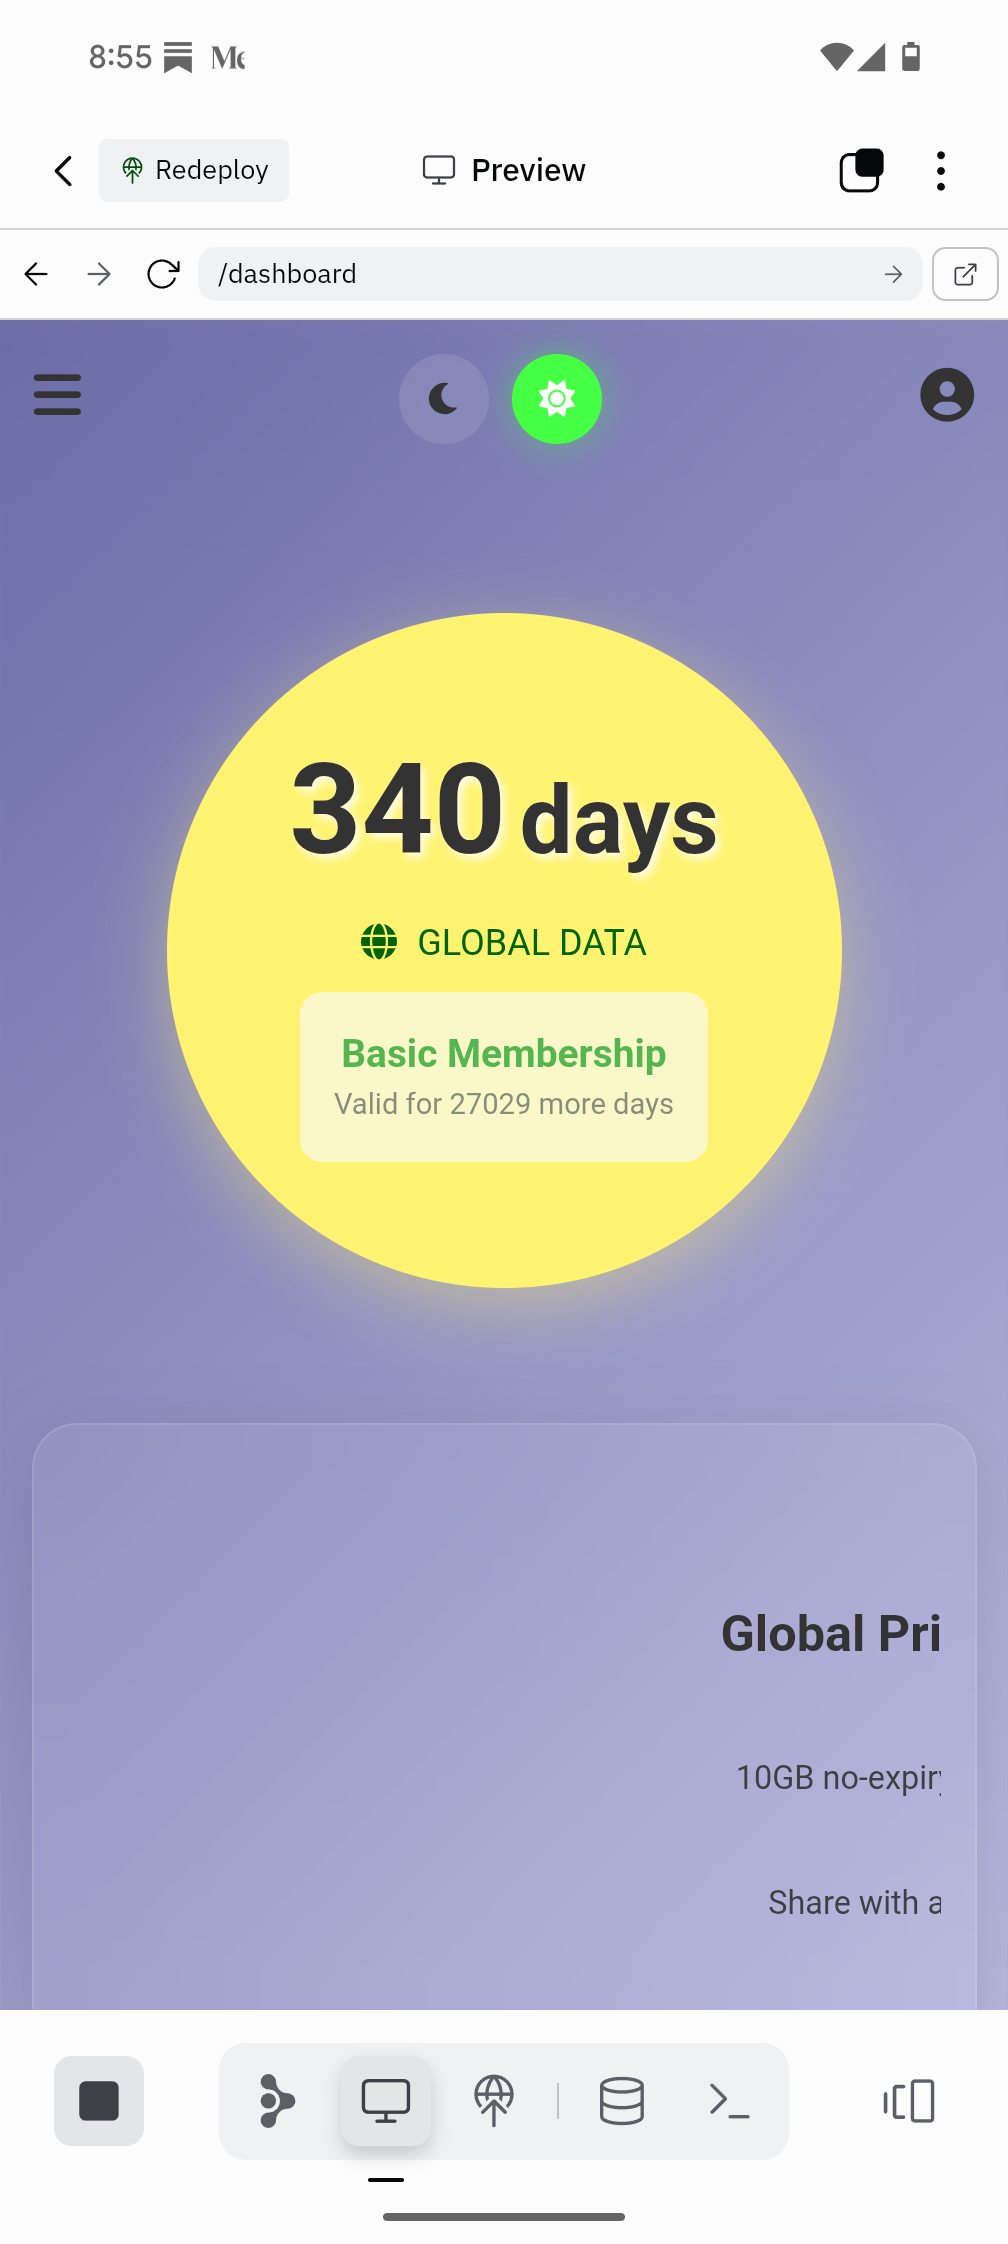 8:55
Redeploy
Preview
/dashboard
340 days
GLOBAL DATA
Basic Membership
Valid for 27029 more days
Global Pri
10GB no-expiry
Share with a